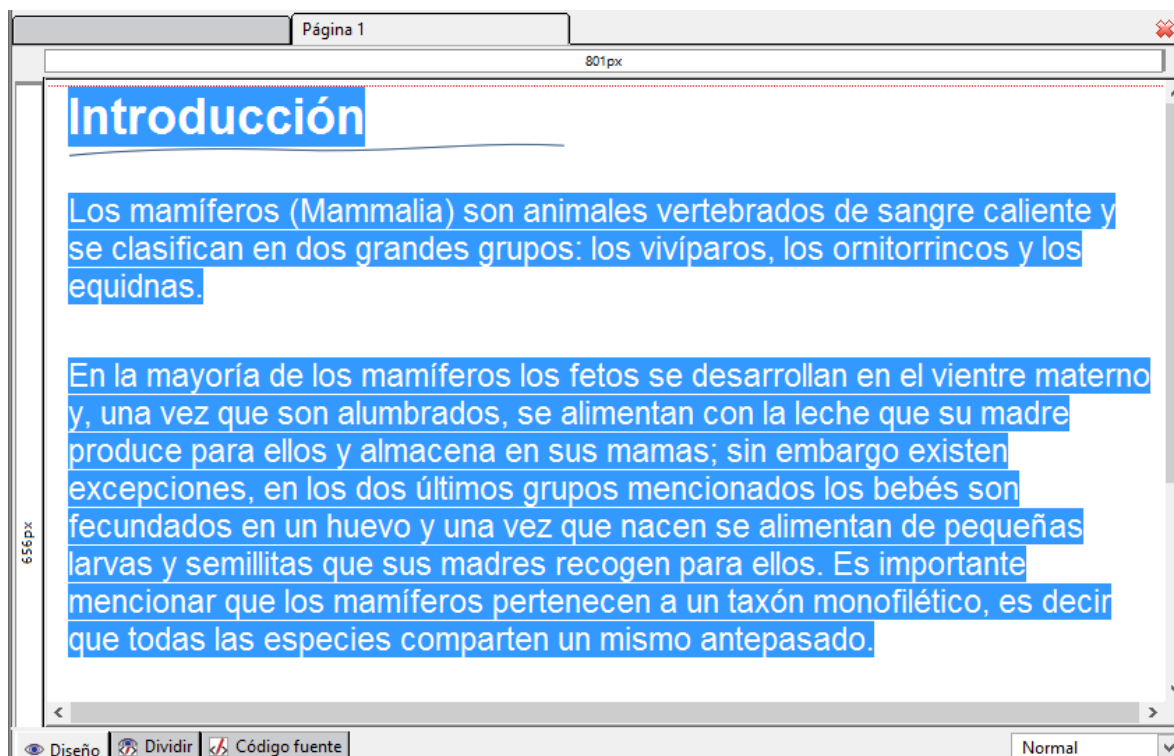 Página 1
801px
Introducción
Los mamíferos (Mammalia) son animales vertebrados de sangre caliente y
se clasifican en dos grandes grupos: los vivíparos, los ornitorrincos y los
equidnas.
En la mayoría de los mamíferos los fetos se desarrollan en el vientre materno
y, una vez que son alumbrados, se alimentan con la leche que su madre
produce para ellos y almacena en sus mamas; sin embargo existen
excepciones, en los dos últimos grupos mencionados los bebés son
fecundados en un huevo y una vez que nacen se alimentan de pequeñas
larvas y semillitas que sus madres recogen para ellos. Es importante
mencionar que los mamíferos pertenecen a un taxón monofilético, es decir
que todas las especies comparten un mismo antepasado.
656px
Diseño Dividir Código fuente Normal